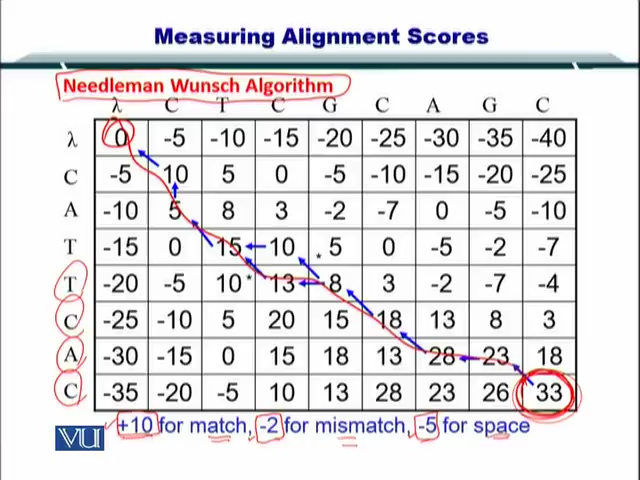 Measuring Alignment Scores
Needleman Wunsch Algorithm
λ C T C G C A G C
λ 0 -5 -10 -15 -20 -25 -30 -35 -40
C -5 10 5 0 -5 -10 -15 -20 -25
A -10 5 8 3 -2 -7 0 -5 -10
T -15 0 15 10 * 5 0 -5 -2 -7
T -20 -5 10 * 13 8 3 -2 -7 -4
C -25 -10 5 20 15 18 13 8 3
A -30 -15 0 15 18 13 28 23 18
C -35 -20 -5 10 13 28 23 26 33
+10 for match, -2 for mismatch, -5 for space
VU